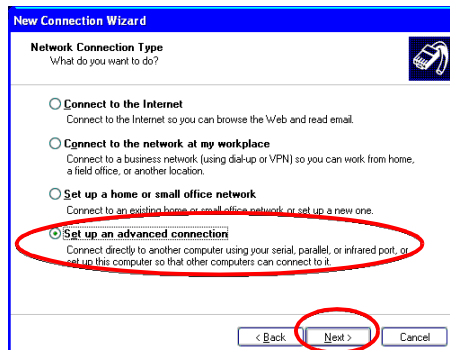 New Connection Wizard
Network Connection Type
What do you want to do?
Connect to the Internet
Connect to the Internet so you can browse the Web and read email.
Connect to the network at my workplace
Connect to a business network (using dial-up or VPN) so you can work from home,
a field office, or another location.
Set up a home or small office network
Connect to an existing home or small office network or set up a new one.
Set up an advanced connection
Connect directly to another computer using your serial, parallel, or infrared port, or
set up this computer so that other computers can connect to it.
< Back Next > Cancel